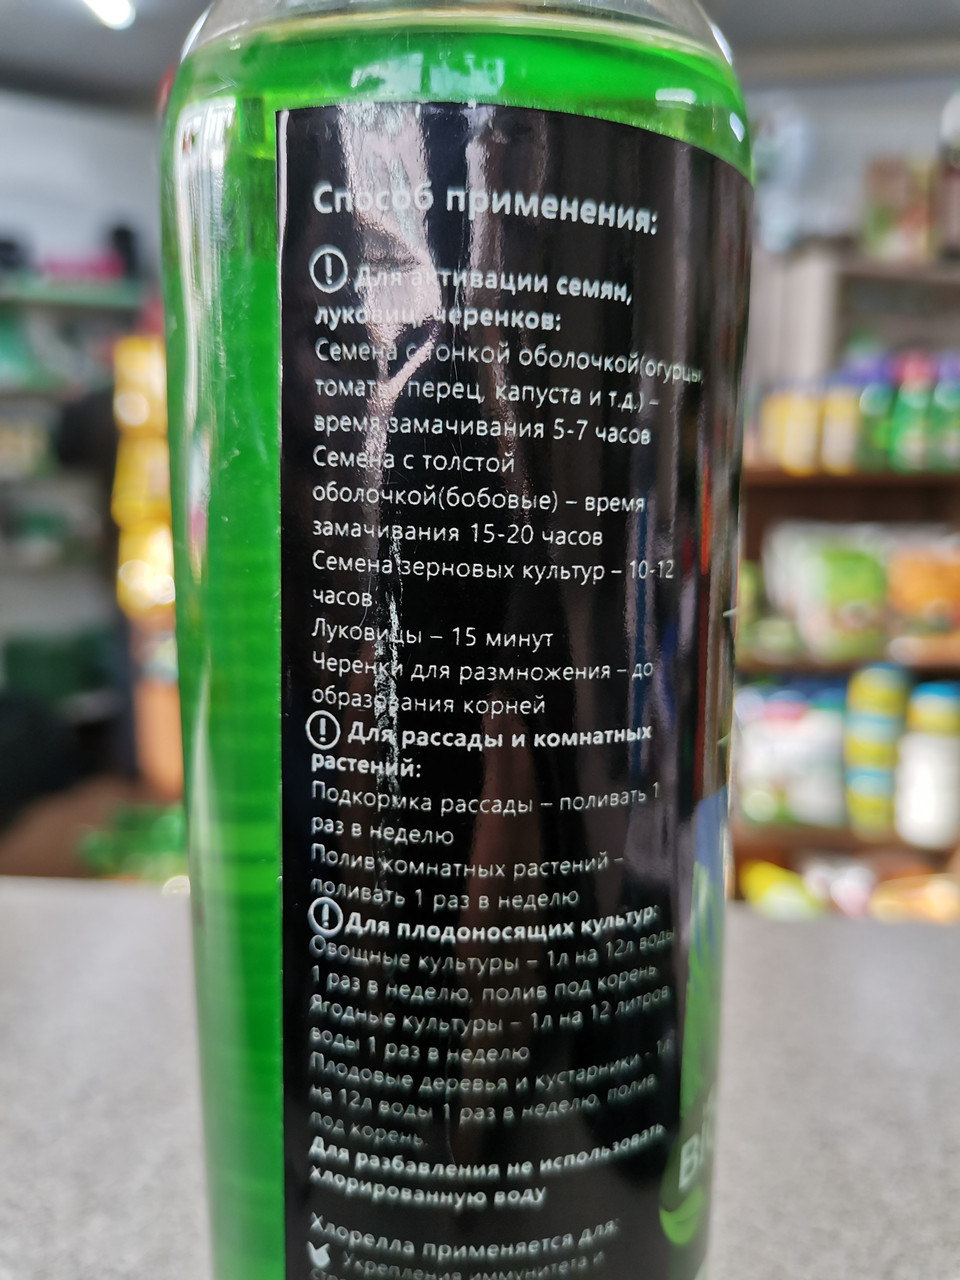 Способ применения:
Для активации семян,
луковиц, черенков:
Семена с тонкой оболочкой(огурцы,
томаты, перец, капуста и т.д.) –
время замачивания 5-7 часов
Семена с толстой
оболочкой(бобовые) – время
замачивания 15-20 часов
Семена зерновых культур – 10-12
часов
Луковицы – 15 минут
Черенки для размножения – до
образования корней
Для рассады и комнатных
растений:
Подкормка рассады – поливать 1
раз в неделю
Полив комнатных растений –
поливать 1 раз в неделю
Для плодоносящих культур:
Овощные культуры – 1л на 12л воды
1 раз в неделю, полив под корень
Ягодные культуры – 1л на 12 литров
воды 1 раз в неделю
Плодовые деревья и кустарники - 1л
на 12л воды 1 раз в неделю, полив
под корень.
Для разбавления не использовать
хлорированную воду
Хлорелла применяется для:
Укрепления иммунитета и